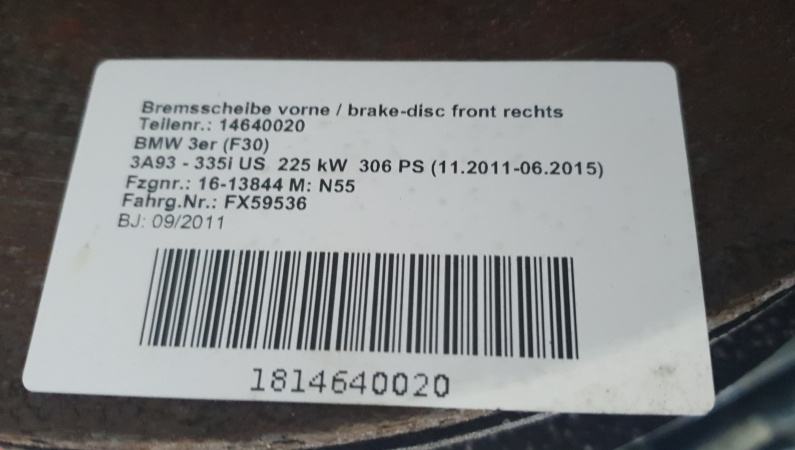 Bremsscheibe vorne / brake-disc front rechts
Teilenr.: 14640020
BMW 3er (F30)
3A93 - 335i US 225 kW 306 PS (11.2011-06.2015)
Fzgnr.: 16-13844 M: N55
Fahrg.Nr.: FX59536
BJ: 09/2011
1814640020